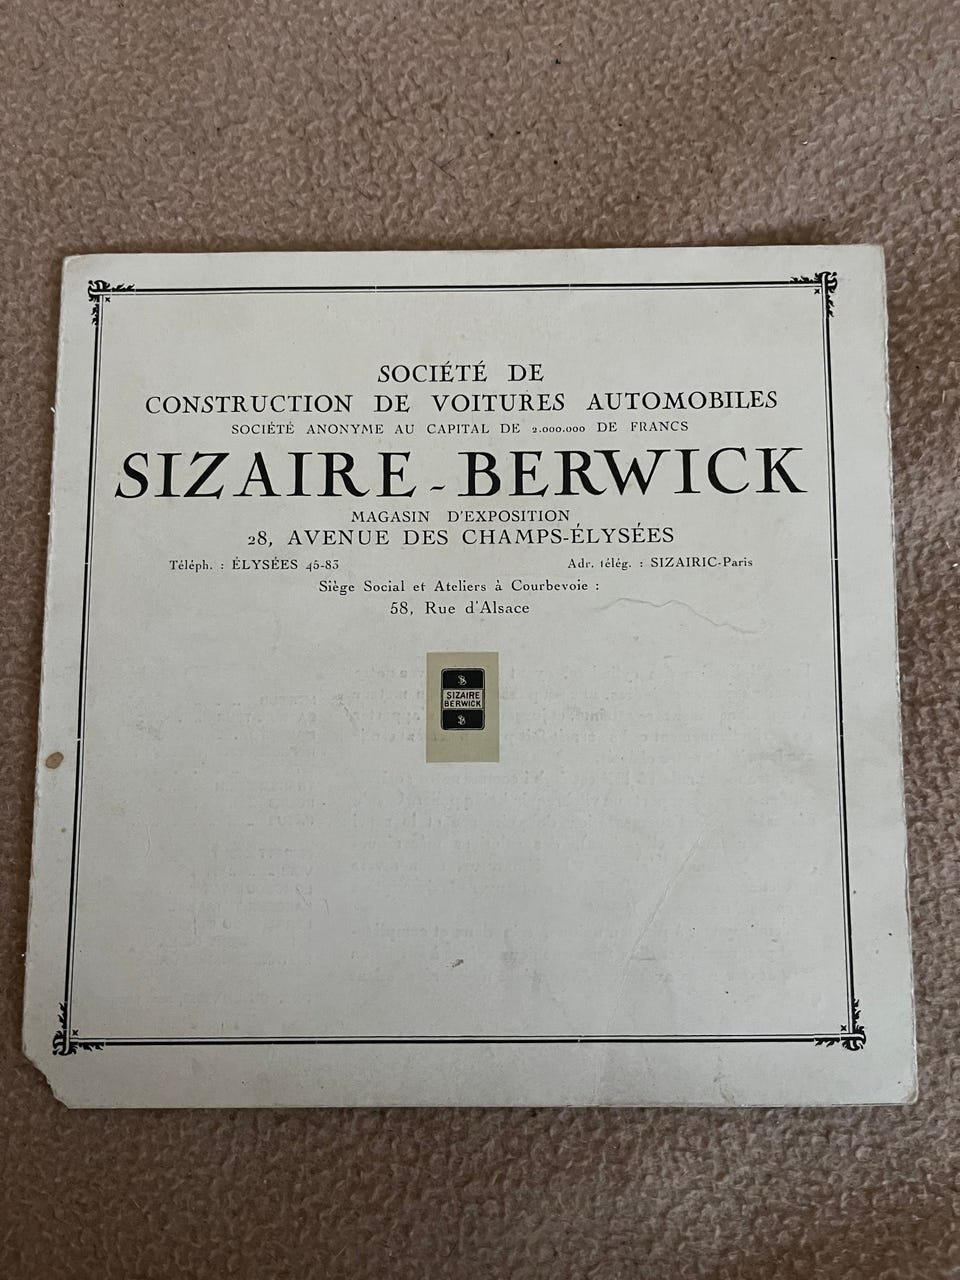 SOCIÉTÉ DE
CONSTRUCTION DE VOITURES AUTOMOBILES
SOCIÉTÉ ANONYME AU CAPITAL DE 2.000.000 DE FRANCS
SIZAIRE-BERWICK
MAGASIN D'EXPOSITION
28, AVENUE DES CHAMPS-ÉLYSÉES
Téléph. : ÉLYSÉES 45-83 Adr. télég. : SIZAIRIC-Paris
Siège Social et Ateliers à Courbevoie :
58, Rue d'Alsace
SIZAIRE
BERWICK